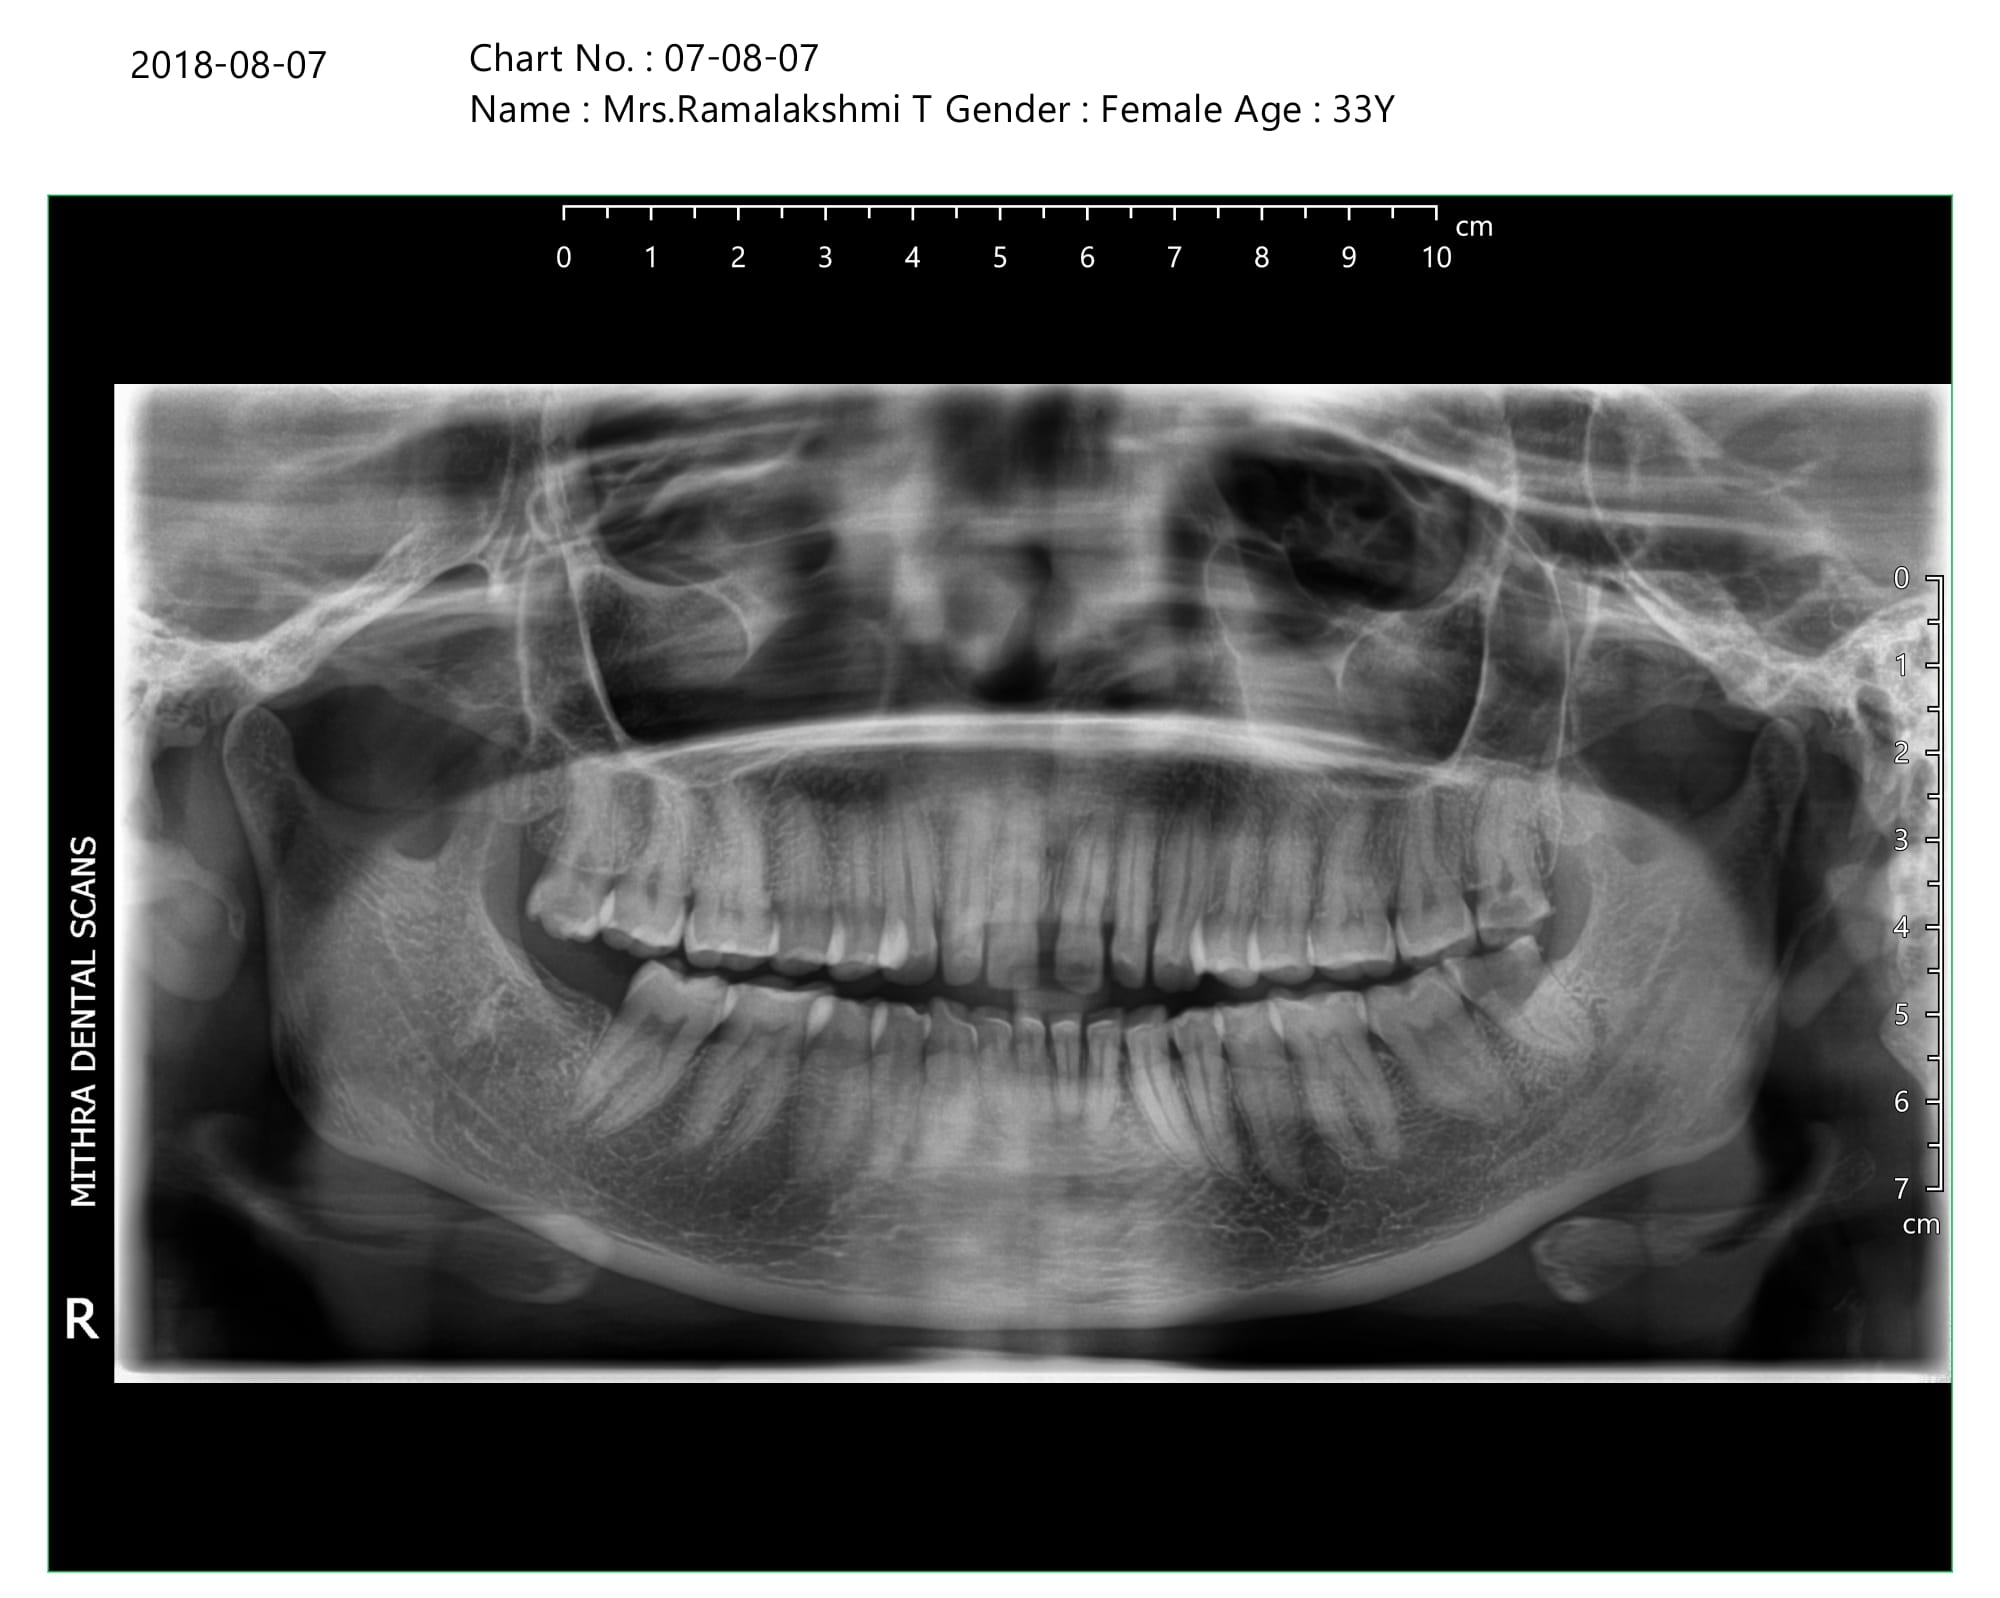 2018-08-07
Chart No. : 07-08-07
Name : Mrs.Ramalakshmi T Gender : Female Age : 33Y
cm
0 1 2 3 4 5 6 7 8 9 10
0
1
2
3
4
5
6
7
cm
MITHRA DENTAL SCANS
R